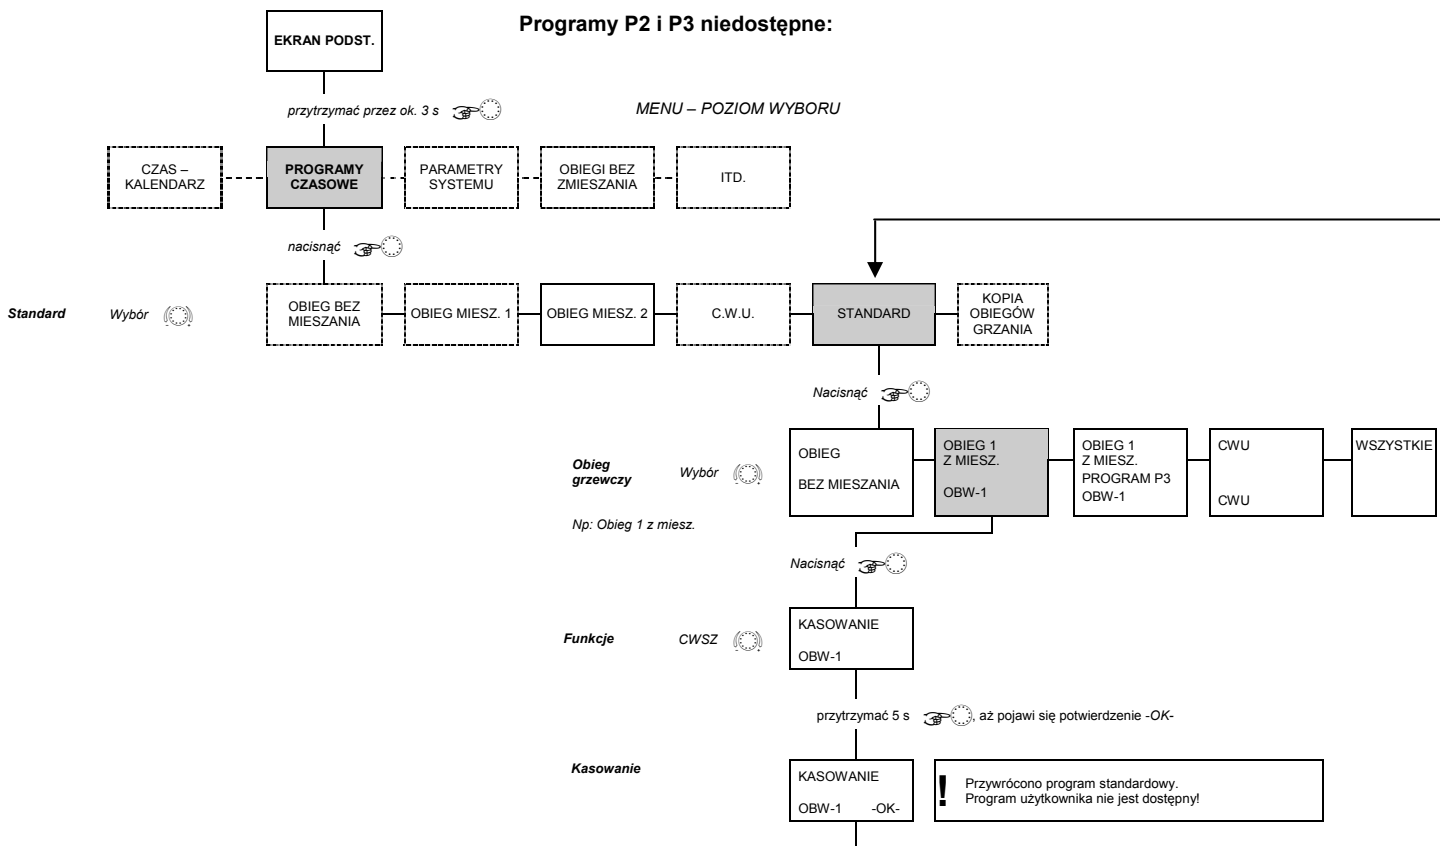 Programy P2 i P3 niedostępne:
EKRAN PODST.
przytrzymać przez ok. 3 s
MENU – POZIOM WYBORU
CZAS –
KALENDARZ
PROGRAMY
CZASOWE
PARAMETRY
SYSTEMU
OBIEGI BEZ
ZMIESZANIA
ITD.
nacisnąć
Standard
Wybór
OBIEG BEZ
MIESZANIA
OBIEG MIESZ. 1
OBIEG MIESZ. 2
C.W.U.
STANDARD
KOPIA
OBIEGÓW
GRZANIA
Nacisnąć
Obieg
grzewczy
Wybór
Np: Obieg 1 z miesz.
OBIEG
BEZ MIESZANIA
OBIEG 1
Z MIESZ.
OBW-1
OBIEG 1
Z MIESZ.
PROGRAM P3
OBW-1
CWU
CWU
WSZYSTKIE
Nacisnąć
Funkcje
CWSZ
KASOWANIE
OBW-1
przytrzymać 5 s , aż pojawi się potwierdzenie -OK-
Kasowanie
KASOWANIE
OBW-1 -OK-
! Przywrócono program standardowy.
Program użytkownika nie jest dostępny!